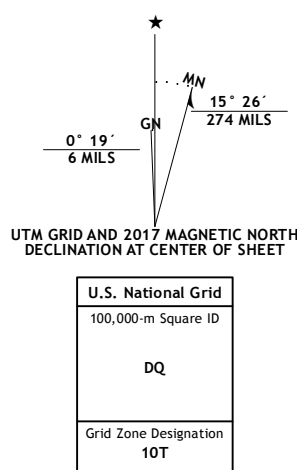 MN
GN
15° 26´
274 MILS
0° 19´
6 MILS
UTM GRID AND 2017 MAGNETIC NORTH
DECLINATION AT CENTER OF SHEET
U.S. National Grid
100,000-m Square ID
DQ
Grid Zone Designation
10T